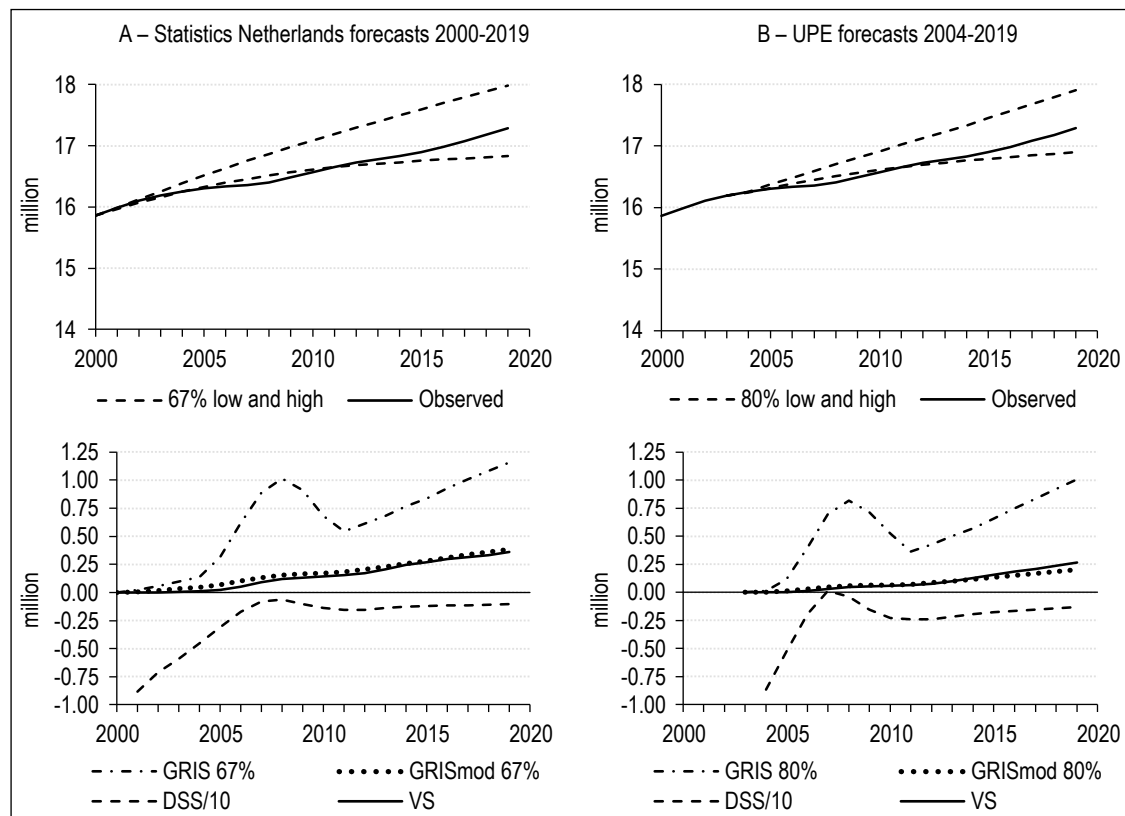 A – Statistics Netherlands forecasts 2000-2019
18
17
16
15
14
million
2000 2005 2010 2015 2020
67% low and high Observed
B – UPE forecasts 2004-2019
18
17
16
15
14
million
2000 2005 2010 2015 2020
80% low and high Observed
1.25
1.00
0.75
0.50
0.25
0.00
-0.25
-0.50
-0.75
-1.00
million
2000 2005 2010 2015 2020
GRIS 67% GRISmod 67%
DSS/10 VS
1.25
1.00
0.75
0.50
0.25
0.00
-0.25
-0.50
-0.75
-1.00
million
2000 2005 2010 2015 2020
GRIS 80% GRISmod 80%
DSS/10 VS